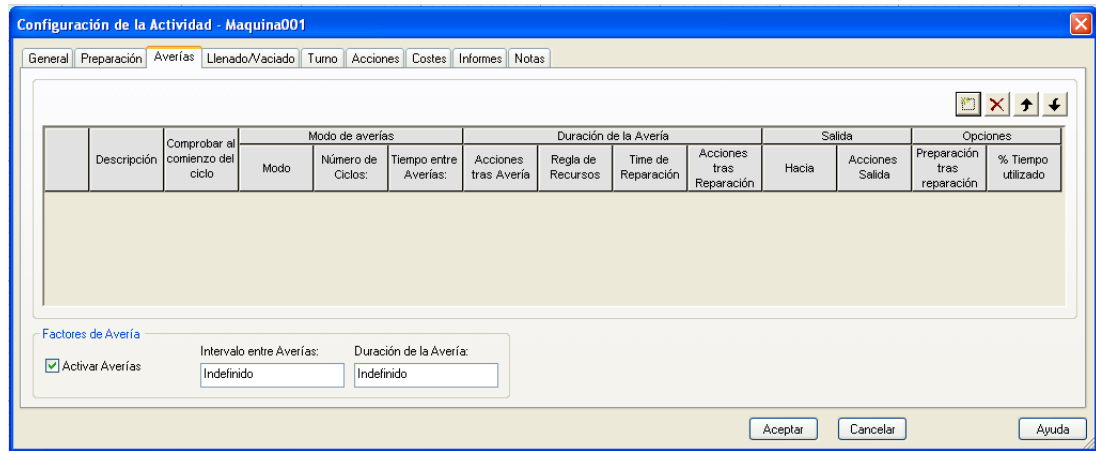 Configuración de la Actividad - Maquina001
General Preparación Averías Llenado/Vaciado Turno Acciones Costes Informes Notas
Descripción
Comprobar al comienzo del ciclo
Modo de averías
Modo
Número de Ciclos:
Tiempo entre Averías:
Duración de la Avería
Acciones tras Avería
Regla de Recursos
Time de Reparación
Acciones tras Reparación
Salida
Hacia
Acciones Salida
Opciones
Preparación tras reparación
% Tiempo utilizado
Factores de Avería
Activar Averías
Intervalo entre Averías:
Indefinido
Duración de la Avería:
Indefinido
Aceptar Cancelar Ayuda